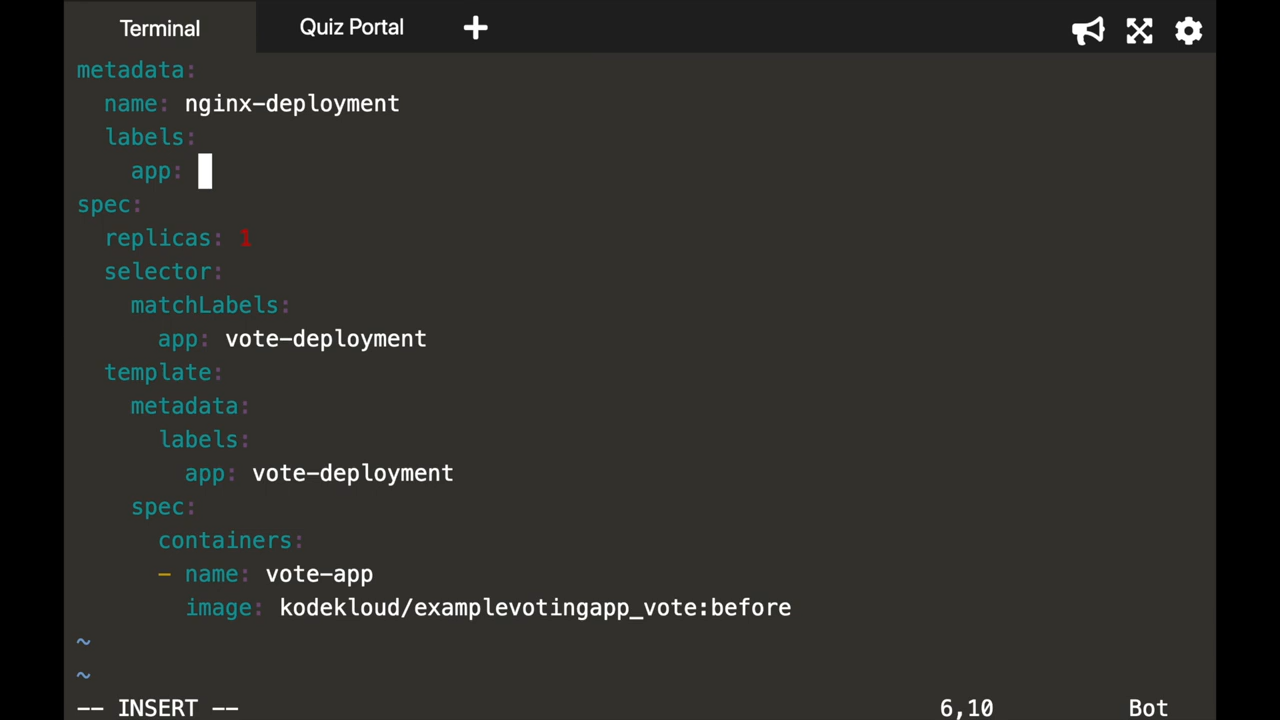 Terminal
Quiz Portal
metadata:
  name: nginx-deployment
  labels:
    app:
spec:
  replicas: 1
  selector:
    matchLabels:
      app: vote-deployment
  template:
    metadata:
      labels:
        app: vote-deployment
    spec:
      containers:
      - name: vote-app
        image: kodekloud/examplevotingapp_vote:before
~
~
-- INSERT -- 6,10 Bot